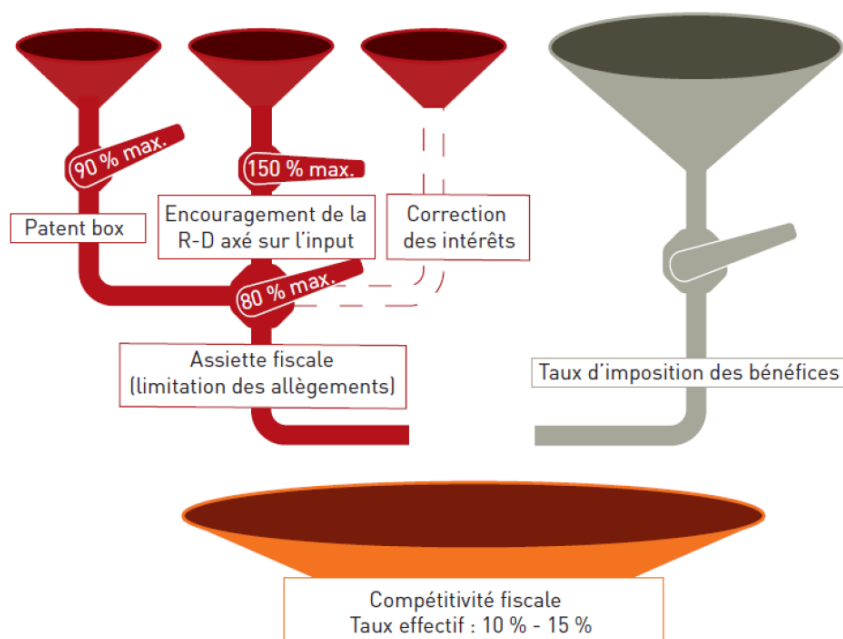 90 % max.
150 % max.
Patent box
Encouragement de la
R-D axé sur l'input
Correction
des intérêts
80 % max.
Assiette fiscale
(limitation des allègements)
Taux d'imposition des bénéfices
Compétitivité fiscale
Taux effectif : 10 % - 15 %